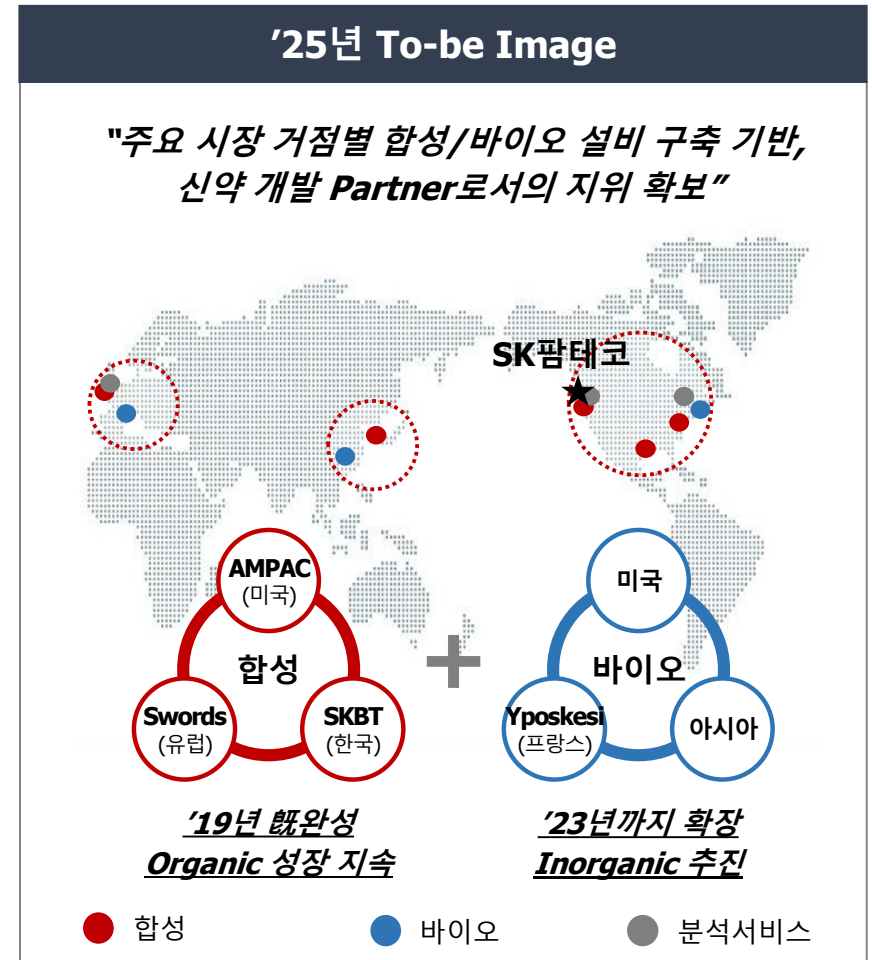 ’25년 To-be Image
"주요 시장 거점별 합성/바이오 설비 구축 기반,
신약 개발 Partner로서의 지위 확보”
SK팜테코
AMPAC
(미국)
합성
Swords
(유럽)
SKBT
(한국)
+
미국
바이오
Yposkesi
(프랑스)
아시아
’19년 旣완성
Organic 성장 지속
’23년까지 확장
Inorganic 추진
합성
바이오
분석서비스